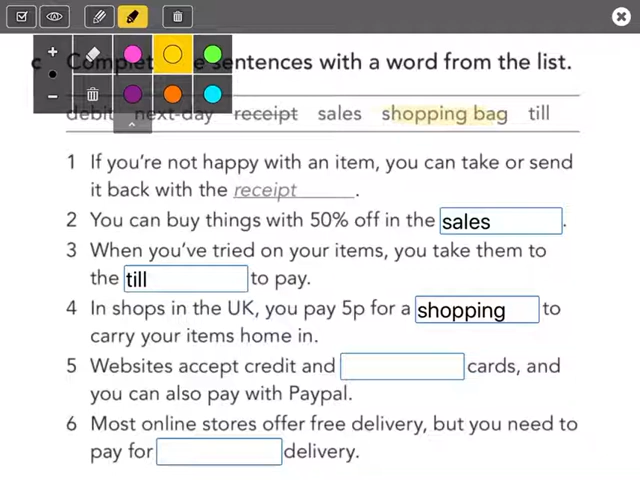 c Complete the sentences with a word from the list.
debit next-day receipt sales shopping bag till
1 If you're not happy with an item, you can take or send
it back with the receipt .
2 You can buy things with 50% off in the sales .
3 When you've tried on your items, you take them to
the till to pay.
4 In shops in the UK, you pay 5p for a shopping to
carry your items home in.
5 Websites accept credit and cards, and
you can also pay with Paypal.
6 Most online stores offer free delivery, but you need to
pay for delivery.